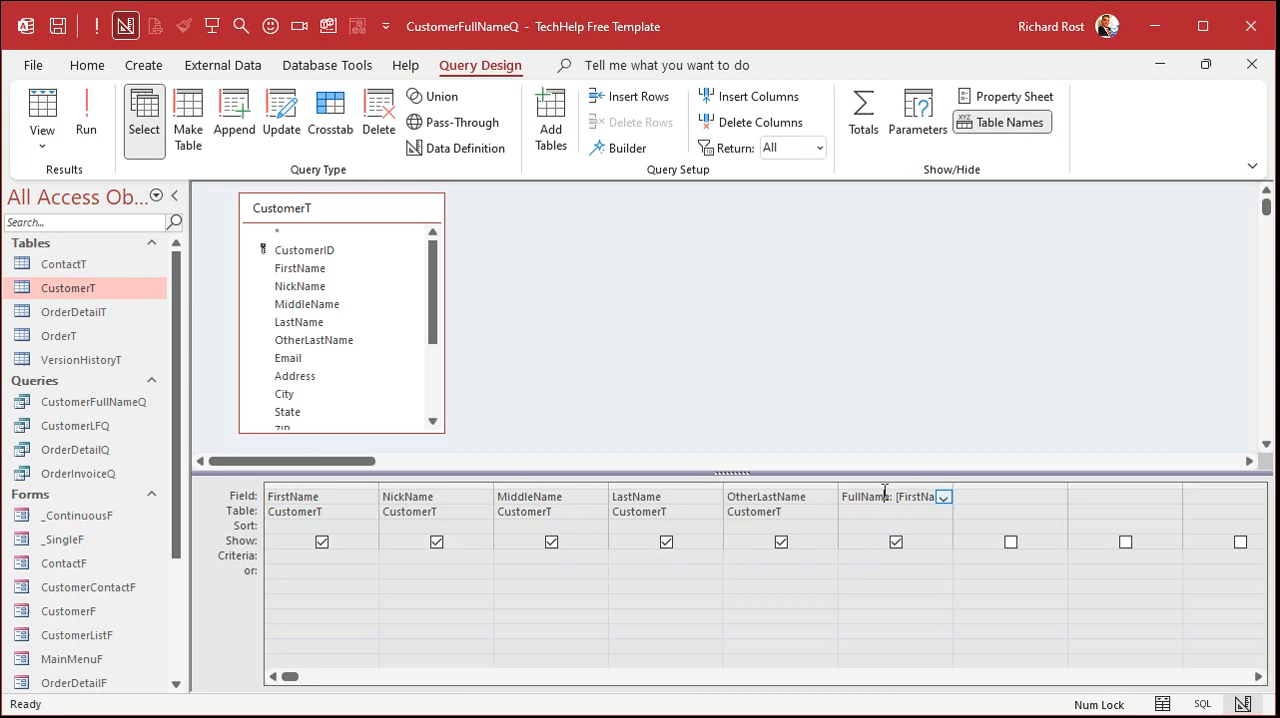 CustomerFullNameQ - TechHelp Free Template
Richard Rost
File Home Create External Data Database Tools Help Query Design Tell me what you want to do
View
Run
Results
Select
Make Table
Append
Update
Crosstab
Delete
Union
Pass-Through
Data Definition
Query Type
Add Tables
Insert Rows
Delete Rows
Builder
Insert Columns
Delete Columns
Return: All
Query Setup
Totals
Parameters
Property Sheet
Table Names
Show/Hide
All Access Ob...
Search...
Tables
ContactT
CustomerT
OrderDetailT
OrderT
VersionHistoryT
Queries
CustomerFullNameQ
CustomerLFQ
OrderDetailQ
OrderInvoiceQ
Forms
_ContinuousF
_SingleF
ContactF
CustomerContactF
CustomerF
CustomerListF
MainMenuF
OrderDetailF
CustomerT
*
CustomerID
FirstName
NickName
MiddleName
LastName
OtherLastName
Email
Address
City
State
ZIP
Field: FirstName NickName MiddleName LastName OtherLastName FullName: [FirstNa
Table: CustomerT CustomerT CustomerT CustomerT CustomerT
Sort:
Show:
Criteria:
or:
Ready
Num Lock
SQL